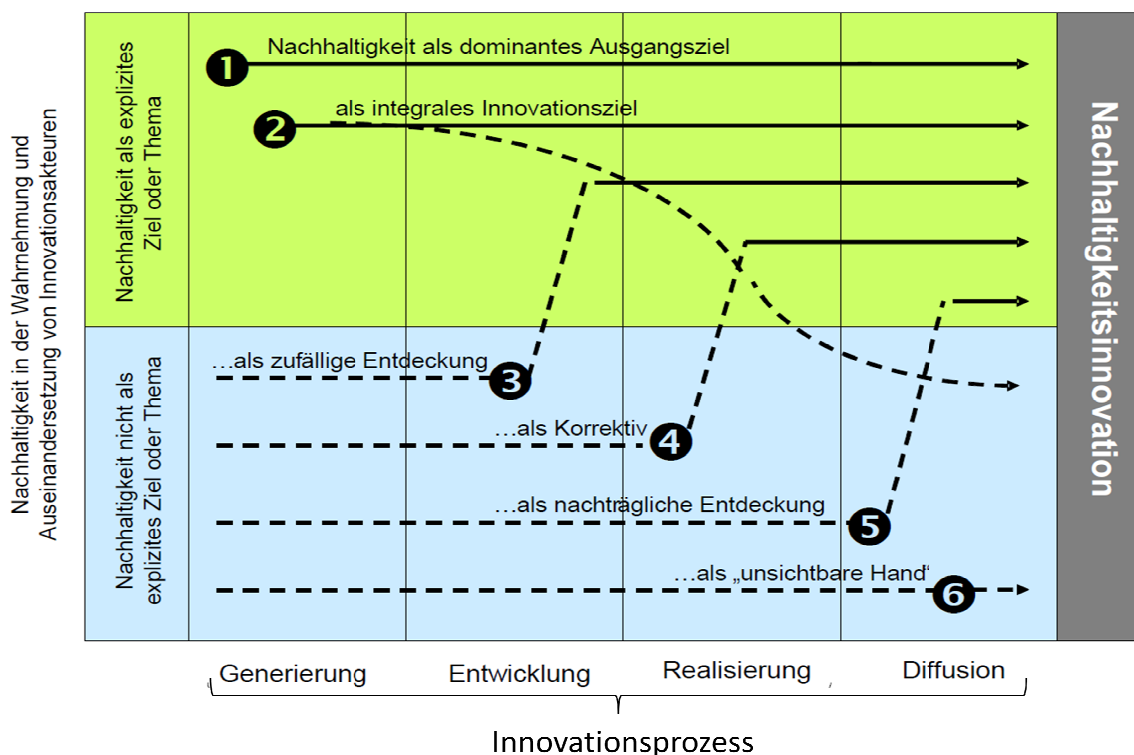 Nachhaltigkeit in der Wahrnehmung und
Auseinandersetzung von Innovationsakteuren
Nachhaltigkeit als explizites
Ziel oder Thema
Nachhaltigkeit nicht als
explizites Ziel oder Thema
1
Nachhaltigkeit als dominantes Ausgangsziel
2
als integrales Innovationsziel
...als zufällige Entdeckung
3
...als Korrektiv
4
...als nachträgliche Entdeckung
5
...als „unsichtbare Hand“
6
Nachhaltigkeitsinnovation
Generierung
Entwicklung
Realisierung
Diffusion
Innovationsprozess